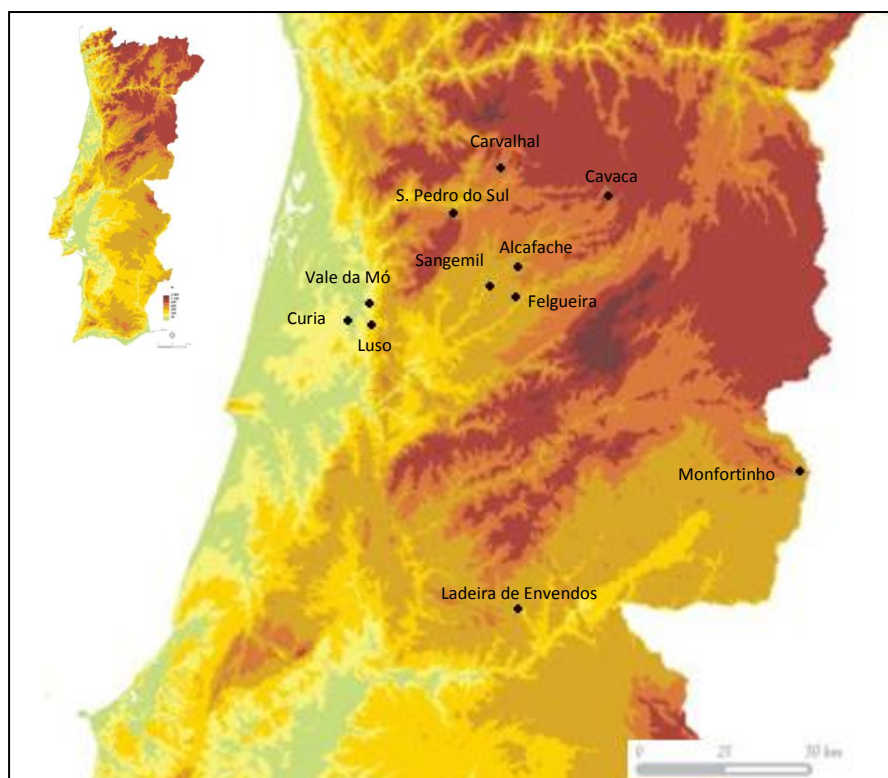 Carvalhal
Cavaca
S. Pedro do Sul
Alcafache
Sangemil
Vale da Mó
Felgueira
Curia
Luso
Monfortinho
Ladeira de Envendos
0 25 50 km